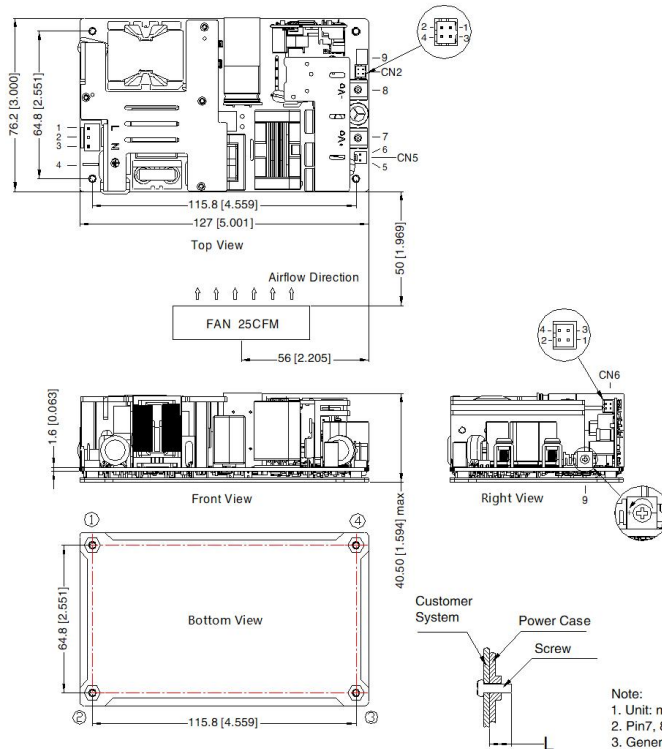 2
1
4
3
9
CN2
8
-Vo
7
+Vo
6
CN5
5
76.2 [3.000]
64.8 [2.551]
1
2
3
4
L
N
115.8 [4.559]
127 [5.001]
Top View
50 [1.969]
Airflow Direction
FAN 25CFM
56 [2.205]
4
3
2
1
CN6
1.6 [0.063]
Front View
40.50 [1.594] max
Right View
9
①
④
64.8 [2.551]
Bottom View
②
③
115.8 [4.559]
Customer
System
Power Case
Screw
L
Note:
1. Unit:
2. Pin7,
3.